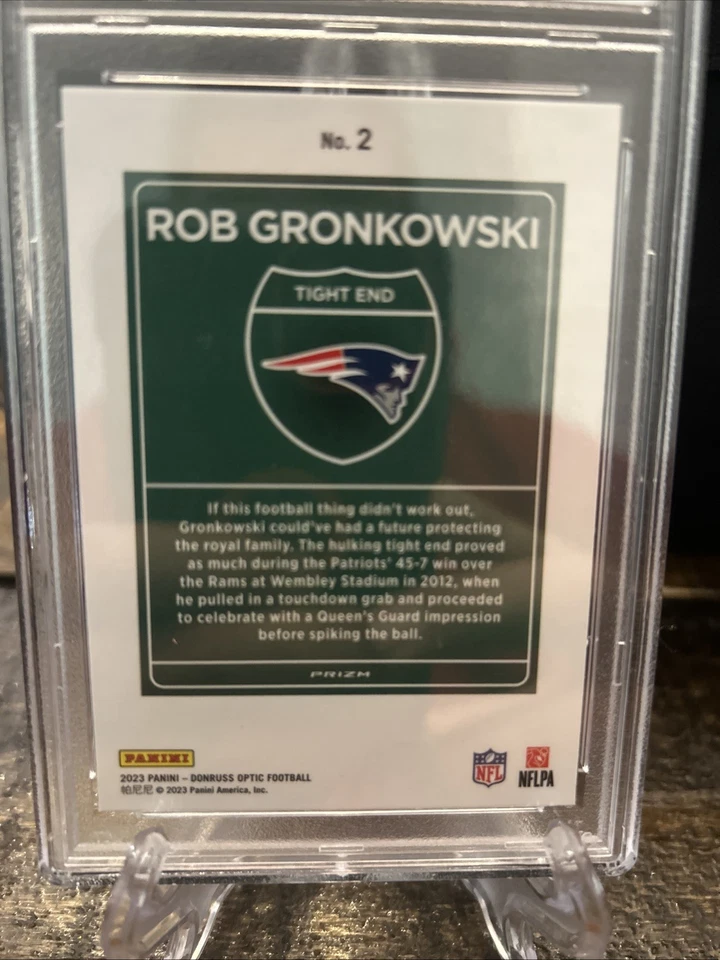 No. 2
ROB GRONKOWSKI
TIGHT END
If this football thing didn't work out,
Gronkowski could've had a future protecting
the royal family. The hulking tight end proved
as much during the Patriots' 45-7 win over
the Rams at Wembley Stadium in 2012, when
he pulled in a touchdown grab and proceeded
to celebrate with a Queen's Guard impression
before spiking the ball.
PRIZM
PANINI
2023 PANINI – DONRUSS OPTIC FOOTBALL
帕尼尼 © 2023 Panini America, Inc.
NFL
NFLPA